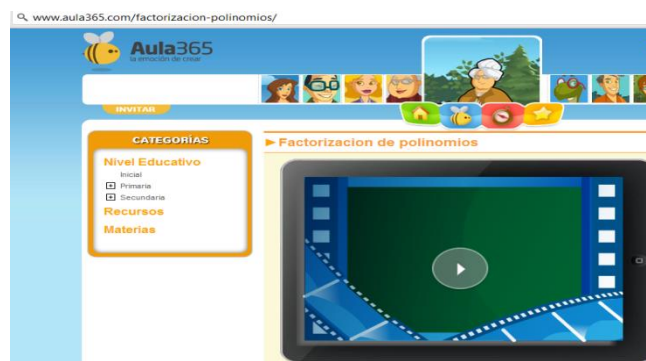 www.aula365.com/factorizacion-polinomios/
Aula365
la emoción de crear
INVITAR
CATEGORÍAS
Nivel Educativo
Inicial
Primaria
Secundaria
Recursos
Materias
Factorizacion de polinomios